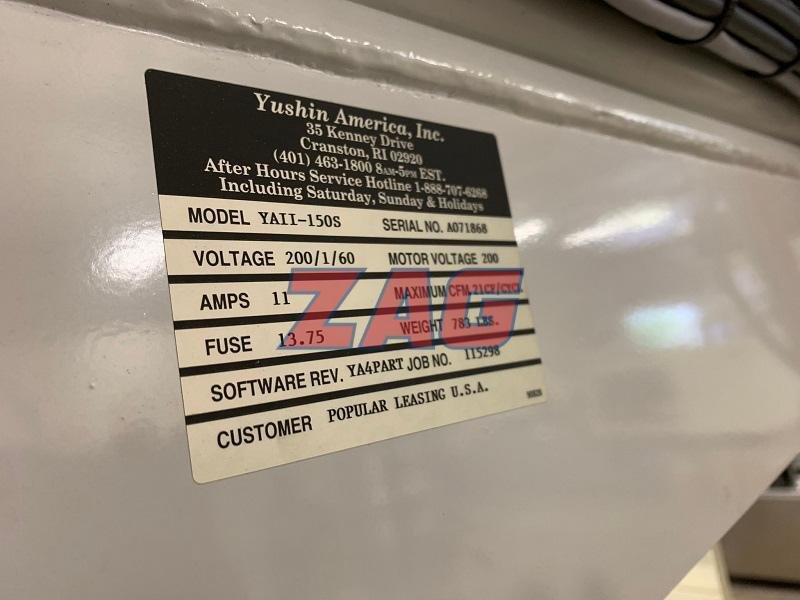 Yushin America, Inc.
35 Kenney Drive
Cranston, RI 02920
(401) 463-1800 8AM-5PM EST.
After Hours Service Hotline 1-888-707-6268
Including Saturday, Sunday & Holidays
MODEL YAII-150S SERIAL NO. A071868
VOLTAGE 200/1/60 MOTOR VOLTAGE 200
AMPS 11 MAXIMUM CFM
FUSE 13.75 WEIGHT 783 LBS.
SOFTWARE REV. YA4PART JOB NO. 115298
CUSTOMER POPULAR LEASING U.S.A.
ZAG